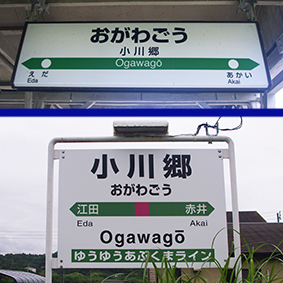 おがわごう
小川郷
Ogawagō
えだ あかい
Eda Akai
小川郷
おがわごう
江田 赤井
Eda Akai
Ogawagō
ゆうゆうあぶくまライン